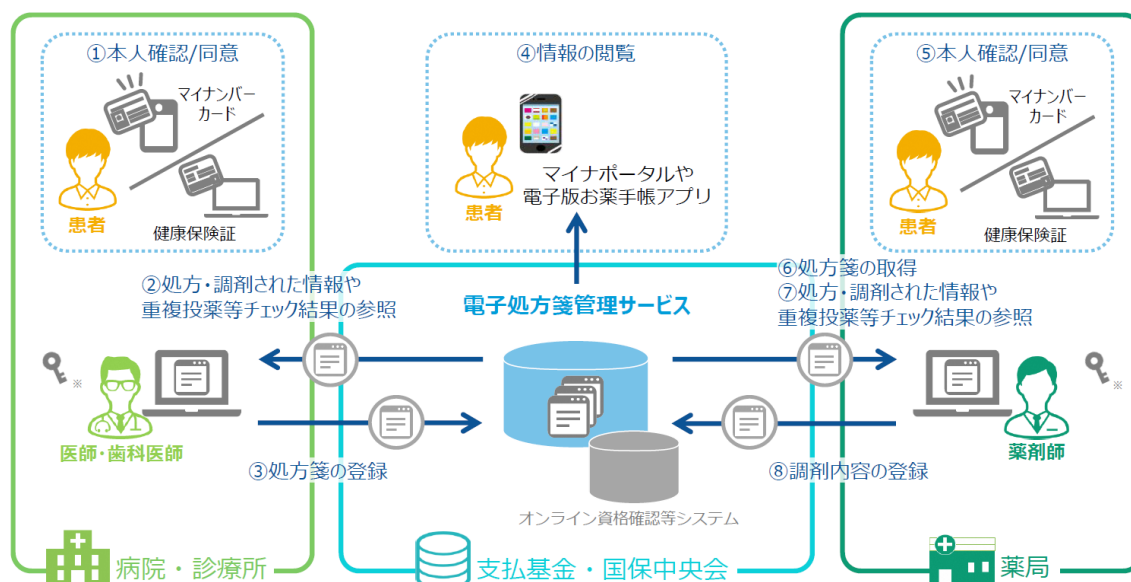 ①本人確認/同意
マイナンバー
カード
患者
健康保険証
②処方・調剤された情報や
重複投薬等チェック結果の参照
※
医師・歯科医師
③処方箋の登録
病院・診療所
④情報の閲覧
患者
マイナポータルや
電子版お薬手帳アプリ
電子処方箋管理サービス
オンライン資格確認等システム
支払基金・国保中央会
⑤本人確認/同意
マイナンバー
カード
患者
健康保険証
⑥処方箋の取得
⑦処方・調剤された情報や
重複投薬等チェック結果の参照
※
薬剤師
⑧調剤内容の登録
薬局